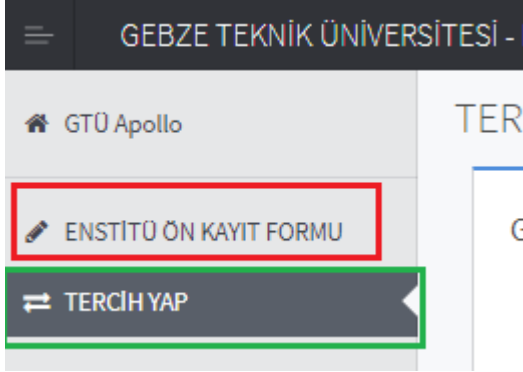 GEBZE TEKNİK ÜNİVERSİTESİ -
GTÜ Apollo
TER
ENSTİTÜ ÖN KAYIT FORMU
G
TERCİH YAP